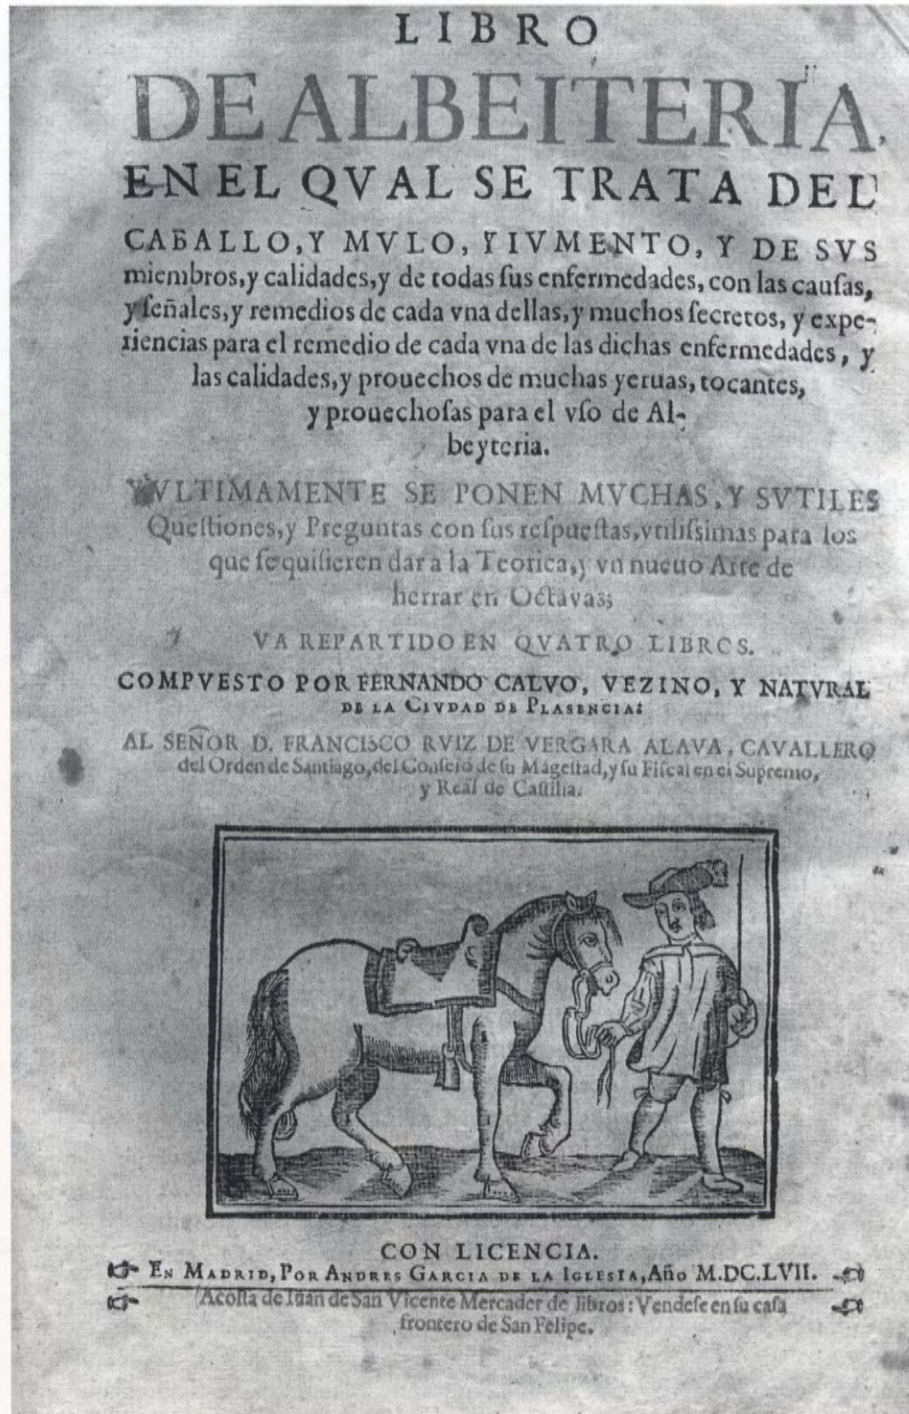 LIBRO
DE ALBEITERIA,
EN EL QVAL SE TRATA DEL
CABALLO, Y MVLO, Y IVMENTO, Y DE SVS
miembros, y calidades, y de todas ſus enfermedades, con las cauſas,
y ſeñales, y remedios de cada vna dellas, y muchos ſecretos, y expe-
riencias para el remedio de cada vna de las dichas enfermedades, y
las calidades, y prouechos de muchas yeruas, tocantes,
y prouechoſas para el vſo de Al-
beyteria.
Y VLTIMAMENTE SE PONEN MVCHAS, Y SVTILES
Queſtiones, y Preguntas con ſus reſpueſtas, vtiliſsimas para los
que ſe quiſieren dar a la Teorica, y vn nueuo Arte de
herrar en Octavas;
VA REPARTIDO EN QVATRO LIBROS.
COMPVESTO POR FERNANDO CALVO, VEZINO, Y NATVRAL
DE LA CIVDAD DE PLASENCIA:
AL SEÑOR D. FRANCISCO RVIZ DE VERGARA ALAVA, CAVALLERO
del Orden de Santiago, del Conſejo de ſu Mageſtad, y ſu Fiſcal en el Supremo,
y Real de Caſtilla.
CON LICENCIA.
EN MADRID, POR ANDRES GARCIA DE LA IGLESIA, Año M.DC.LVII.
Acoſta de Iuan de San Vicente Mercader de libros: Vendeſe en ſu caſa
frontero de San Felipe.